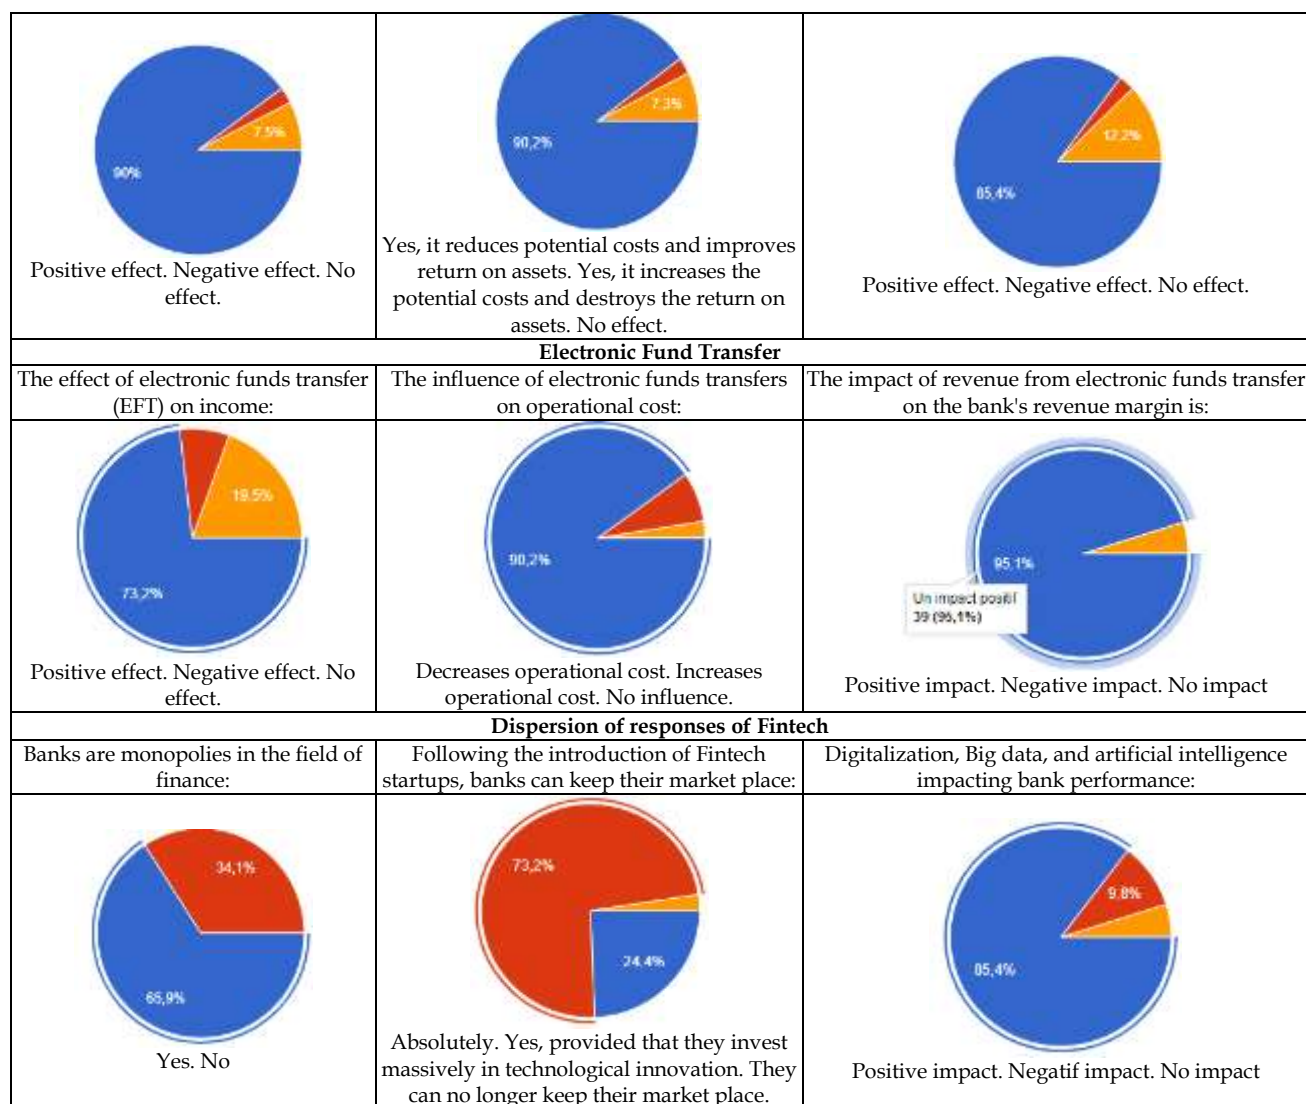 90%
7,5%
Positive effect. Negative effect. No
effect.
90,2%
7,3%
Yes, it reduces potential costs and improves
return on assets. Yes, it increases the
potential costs and destroys the return on
assets. No effect.
85,4%
12,2%
Positive effect. Negative effect. No effect.
Electronic Fund Transfer
The effect of electronic funds transfer
(EFT) on income:
The influence of electronic funds transfers
on operational cost:
The impact of revenue from electronic funds transfer
on the bank's revenue margin is:
73,2%
19,5%
Positive effect. Negative effect. No
effect.
90,2%
Decreases operational cost. Increases
operational cost. No influence.
95,1%
Un impact positif
39 (95,1%)
Positive impact. Negative impact. No impact
Dispersion of responses of Fintech
Banks are monopolies in the field of
finance:
Following the introduction of Fintech
startups, banks can keep their market place:
Digitalization, Big data, and artificial intelligence
impacting bank performance:
34,1%
65,9%
Yes. No
73,2%
24,4%
Absolutely. Yes, provided that they invest
massively in technological innovation. They
can no longer keep their market place.
9,8%
85,4%
Positive impact. Negatif impact. No impact